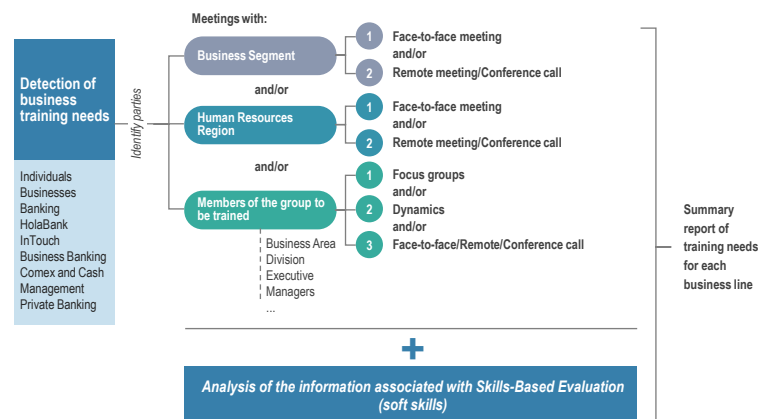 Meetings with:
Detection of
business
training needs
Individuals
Businesses
Banking
HolaBank
InTouch
Business Banking
Comex and Cash
Management
Private Banking
Identify parties
Business Segment
1 Face-to-face meeting
and/or
2 Remote meeting/Conference call
and/or
Human Resources
Region
1 Face-to-face meeting
and/or
2 Remote meeting/Conference call
and/or
Members of the group to
be trained
1 Focus groups
and/or
2 Dynamics
and/or
3 Face-to-face/Remote/Conference call
Business Area
Division
Executive
Managers
...
+
Analysis of the information associated with Skills-Based Evaluation
(soft skills)
Summary
report of
training needs
for each
business line